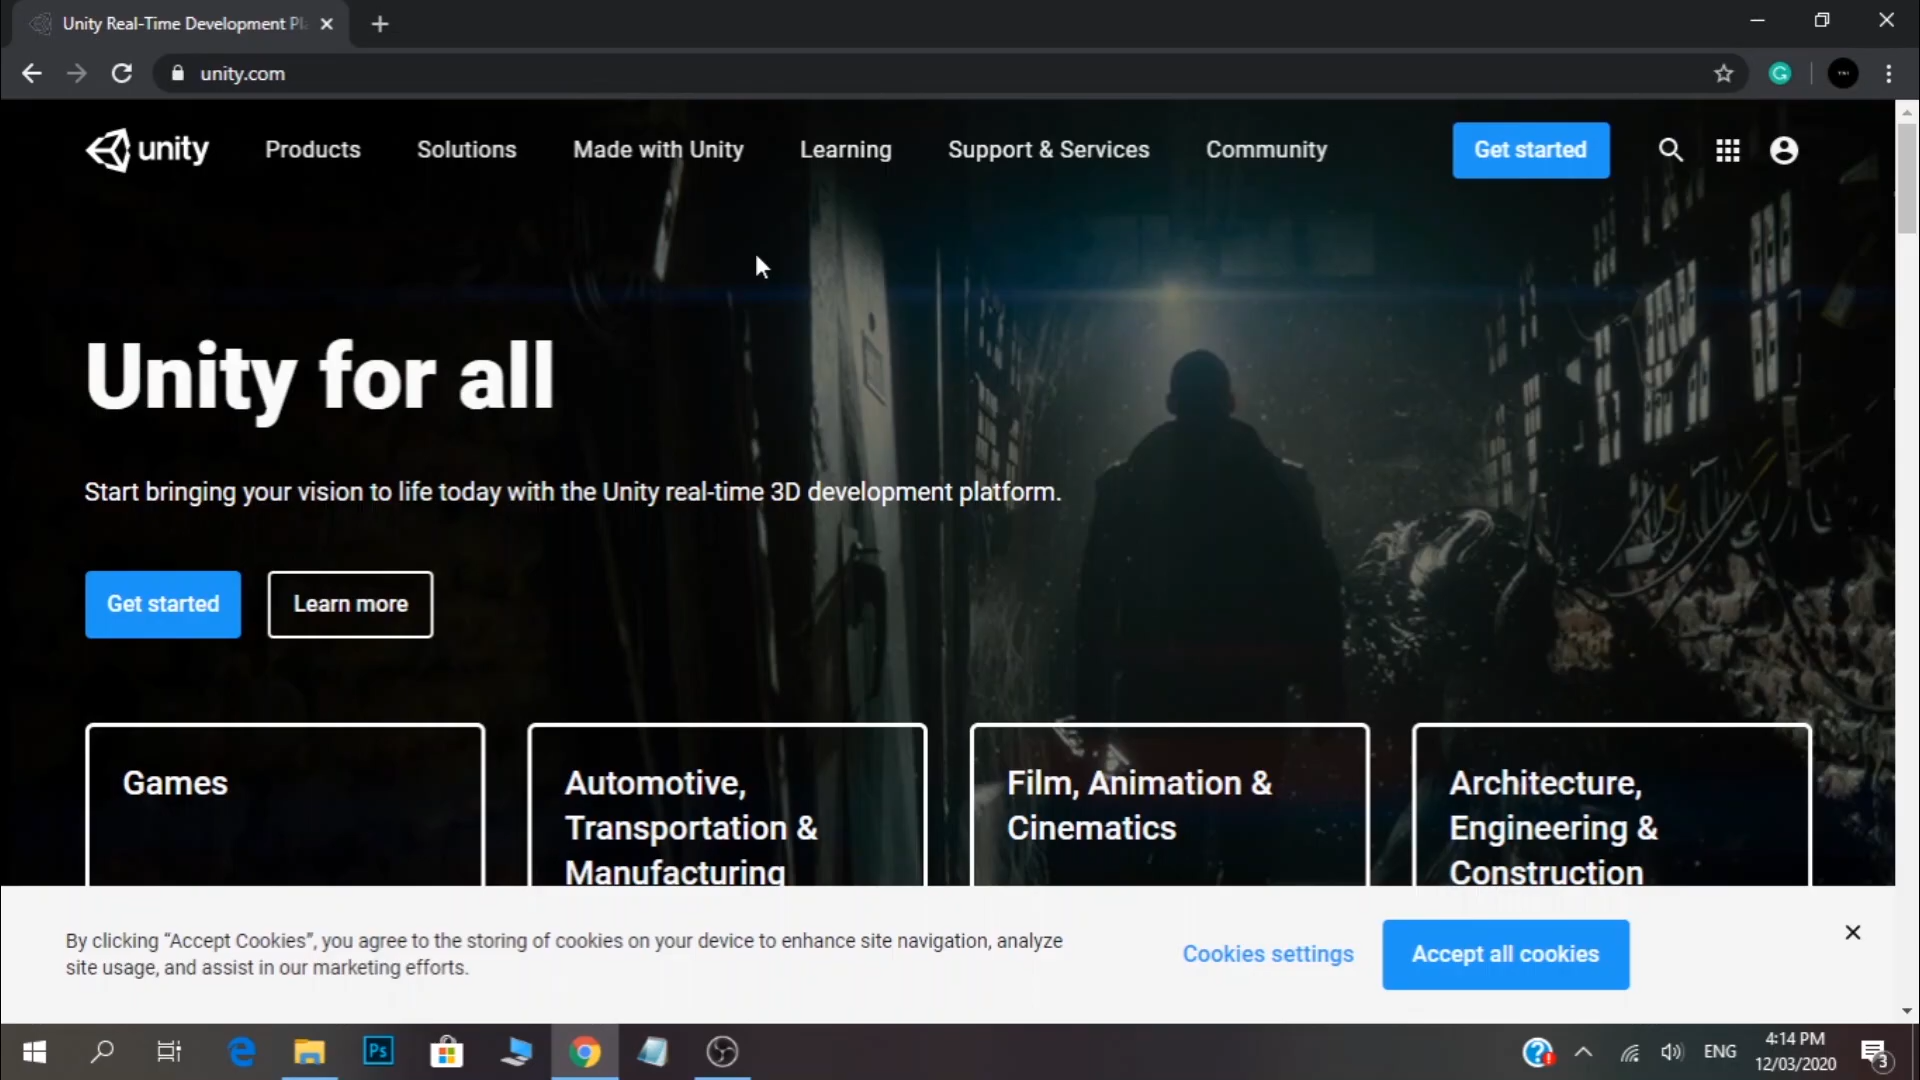 Unity Real-Time Development Pl
unity.com
unity
Products
Solutions
Made with Unity
Learning
Support & Services
Community
Get started
Unity for all
Start bringing your vision to life today with the Unity real-time 3D development platform.
Get started
Learn more
Games
Automotive,
Transportation &
Manufacturing
Film, Animation &
Cinematics
Architecture,
Engineering &
Construction
By clicking “Accept Cookies”, you agree to the storing of cookies on your device to enhance site navigation, analyze
site usage, and assist in our marketing efforts.
Cookies settings
Accept all cookies
Ps
ENG
4:14 PM
12/03/2020
3